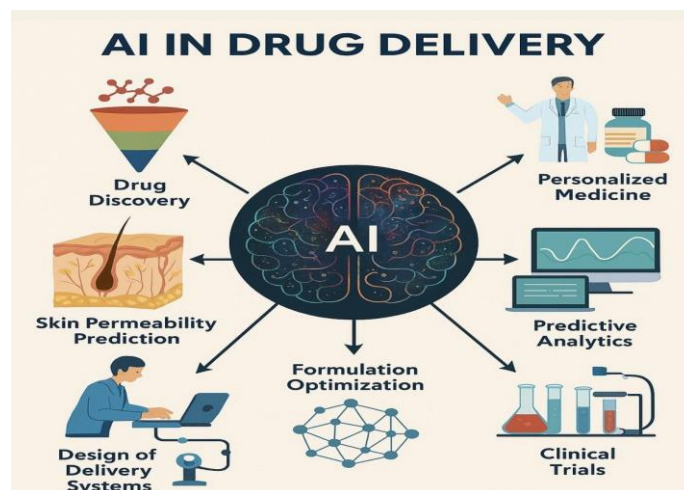 AI IN DRUG DELIVERY
Drug
Discovery
Personalized
Medicine
AI
Skin Permeability
Prediction
Predictive
Analytics
Formulation
Optimization
Design of
Delivery
Systems
Clinical
Trials